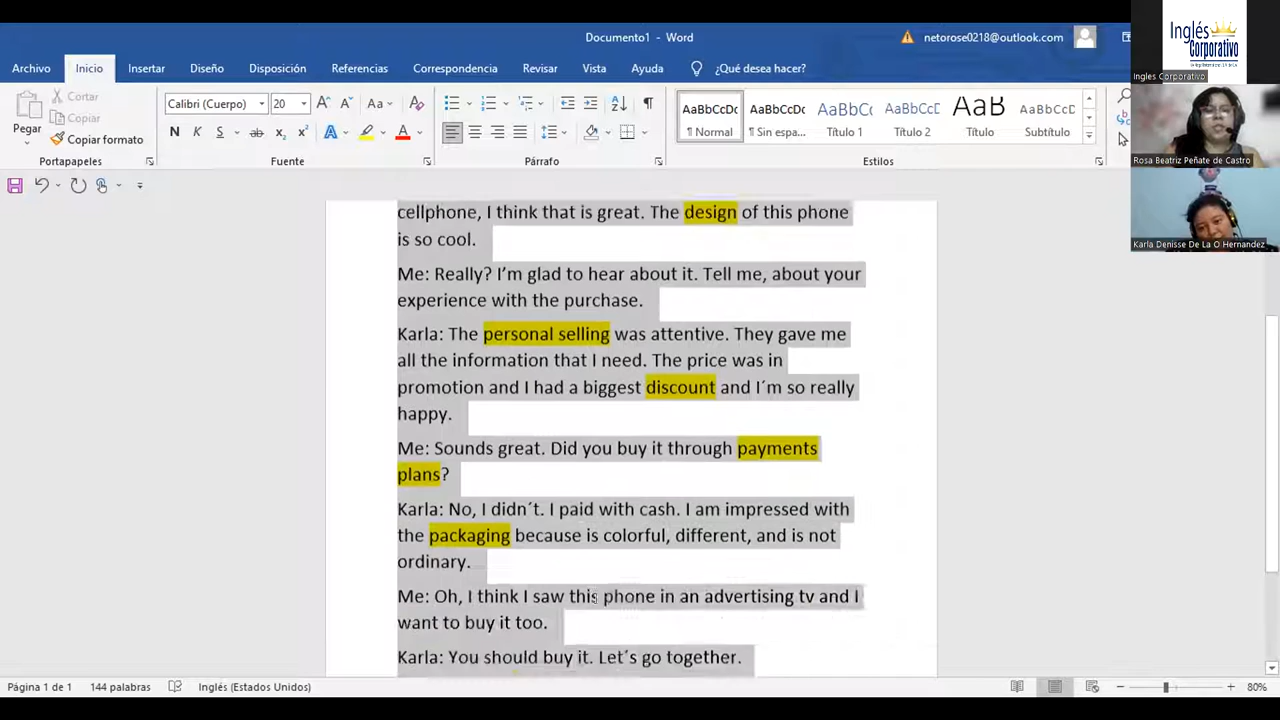 Documento1 - Word
netorose0218@outlook.com
Archivo Inicio Insertar Diseño Disposición Referencias Correspondencia Revisar Vista Ayuda ¿Qué desea hacer?
Pegar
Cortar
Copiar
Copiar formato
Portapapeles
Calibri (Cuerpo) 20
Fuente
Párrafo
AaBbCcDc AaBbCcDc AaBbCcD AaBbCcD AaB AaBbCcD
¶ Normal ¶ Sin espa... Título 1 Título 2 Título Subtítulo
Estilos
Inglés
Corporativo
Ingles Corporativo
Rosa Beatriz Peñate de Castro
Karla Denisse De La O Hernandez
cellphone, I think that is great. The design of this phone
is so cool.
Me: Really? I’m glad to hear about it. Tell me, about your
experience with the purchase.
Karla: The personal selling was attentive. They gave me
all the information that I need. The price was in
promotion and I had a biggest discount and I´m so really
happy.
Me: Sounds great. Did you buy it through payments
plans?
Karla: No, I didn´t. I paid with cash. I am impressed with
the packaging because is colorful, different, and is not
ordinary.
Me: Oh, I think I saw this phone in an advertising tv and I
want to buy it too.
Karla: You should buy it. Let´s go together.
Página 1 de 1 144 palabras Inglés (Estados Unidos) 80%